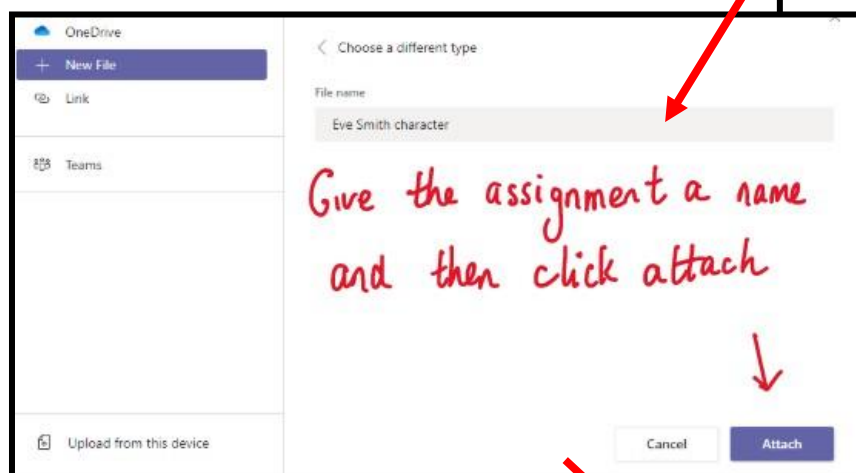 OneDrive
New File
Link
Teams
Upload from this device
Choose a different type
File name
Eve Smith character
Give the assignment a name
and then click attach
Cancel
Attach